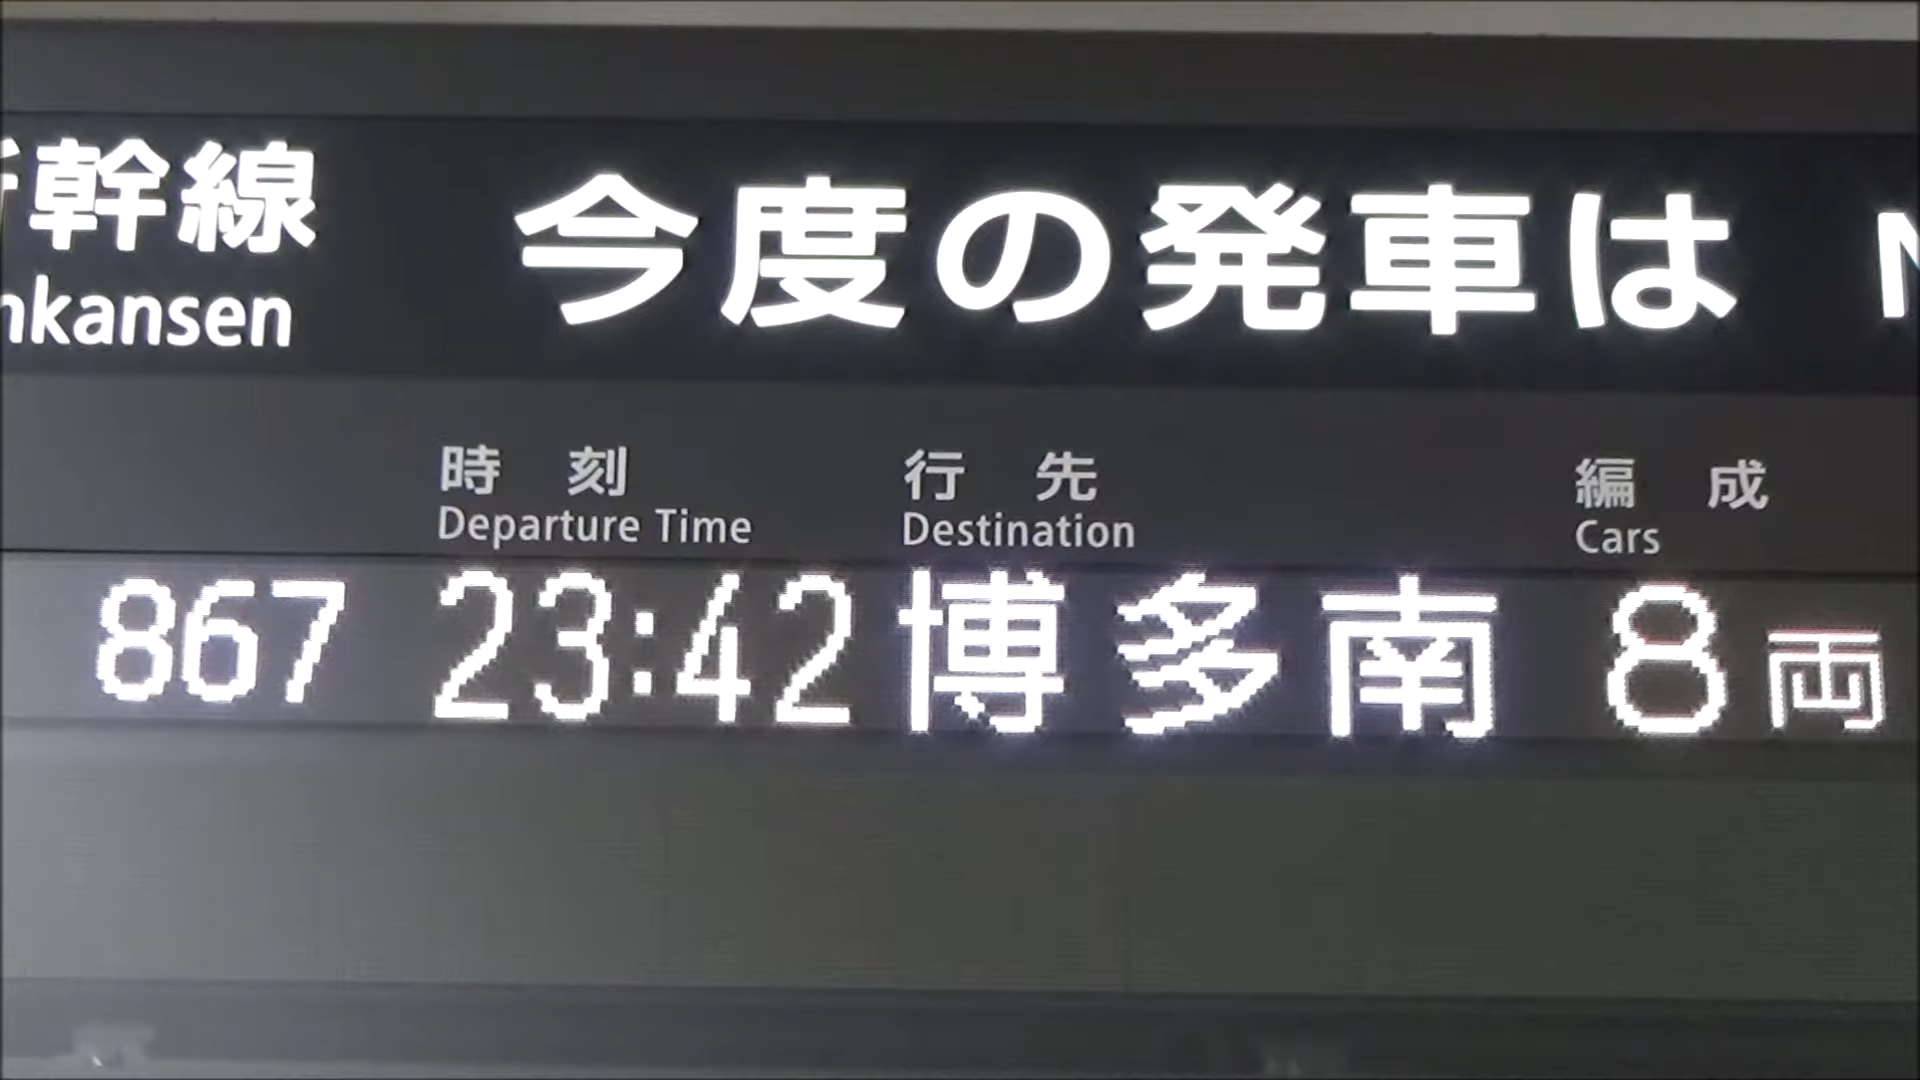 幹線
nkansen
今度の発車は
時刻
Departure Time
行先
Destination
編成
Cars
867 23:42 博多南 8両